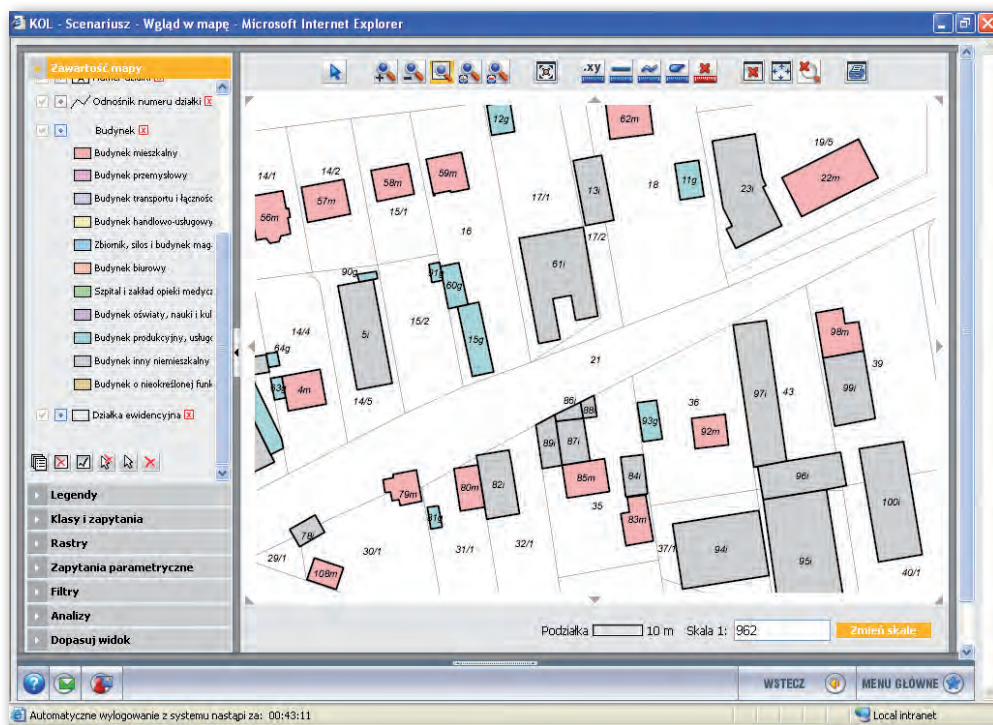 KOL - Scenariusz - Wgląd w mapę - Microsoft Internet Explorer
Zawartość mapy
Numer działki
Odnośnik numeru działki
Budynek
Budynek mieszkalny
Budynek przemysłowy
Budynek transportu i łącznośc
Budynek handlowo-usługowy
Zbiornik, silos i budynek mag
Budynek biurowy
Szpital i zakład opieki medycz
Budynek oświaty, nauki i kul
Budynek produkcyjny, usługo
Budynek inny niemieszkalny
Budynek o nieokreślonej funk
Działka ewidencyjna
Legendy
Klasy i zapytania
Rastry
Zapytania parametryczne
Filtry
Analizy
Dopasuj widok
.xy
12g
62m
19/5
14/1
14/2
58m
59m
13i
18
11g
23i
22m
56m
57m
15/1
17/1
16
17/2
61i
90g
91g
60g
14/4
5i
15/2
15g
64g
63g
4m
14/5
21
98m
39
99i
97i
43
86i
88
36
89i
87i
93g
92m
85m
84i
96i
79m
80m
82i
35
100i
81g
83m
78i
94i
95i
29/1
30/1
31/1
32/1
37/1
108m
40/1
Podziałka 10 m Skala 1: 962 Zmień skalę
WSTECZ MENU GŁÓWNE
Automatyczne wylogowanie z systemu nastąpi za: 00:43:11 Local intranet